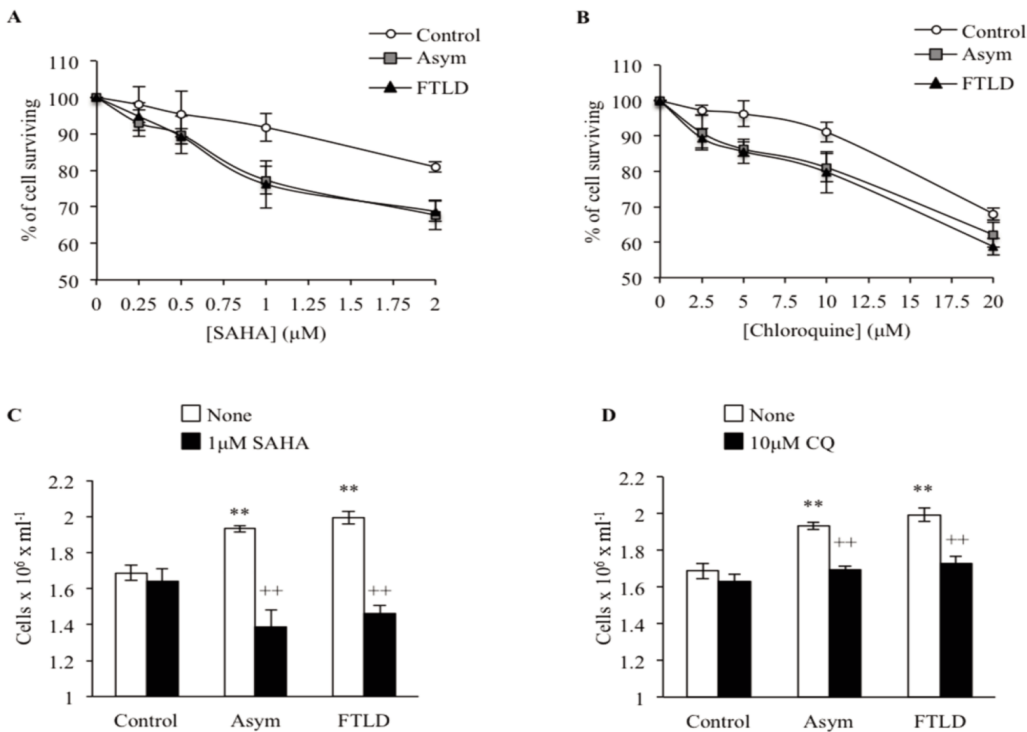 A
Control
Asym
FTLD
% of cell surviving
110
100
90
80
70
60
50
0 0.25 0.5 0.75 1 1.25 1.5 1.75 2
[SAHA] (μM)
B
Control
Asym
FTLD
% of cell surviving
110
100
90
80
70
60
50
0 2.5 5 7.5 10 12.5 15 17.5 20
[Chloroquine] (μM)
C
None
1μM SAHA
Cells x 10⁶ x ml⁻¹
2.2
2
1.8
1.6
1.4
1.2
1
** **
++ ++
Control Asym FTLD
D
None
10μM CQ
Cells x 10⁶ x ml⁻¹
2.2
2
1.8
1.6
1.4
1.2
1
** **
++ ++
Control Asym FTLD